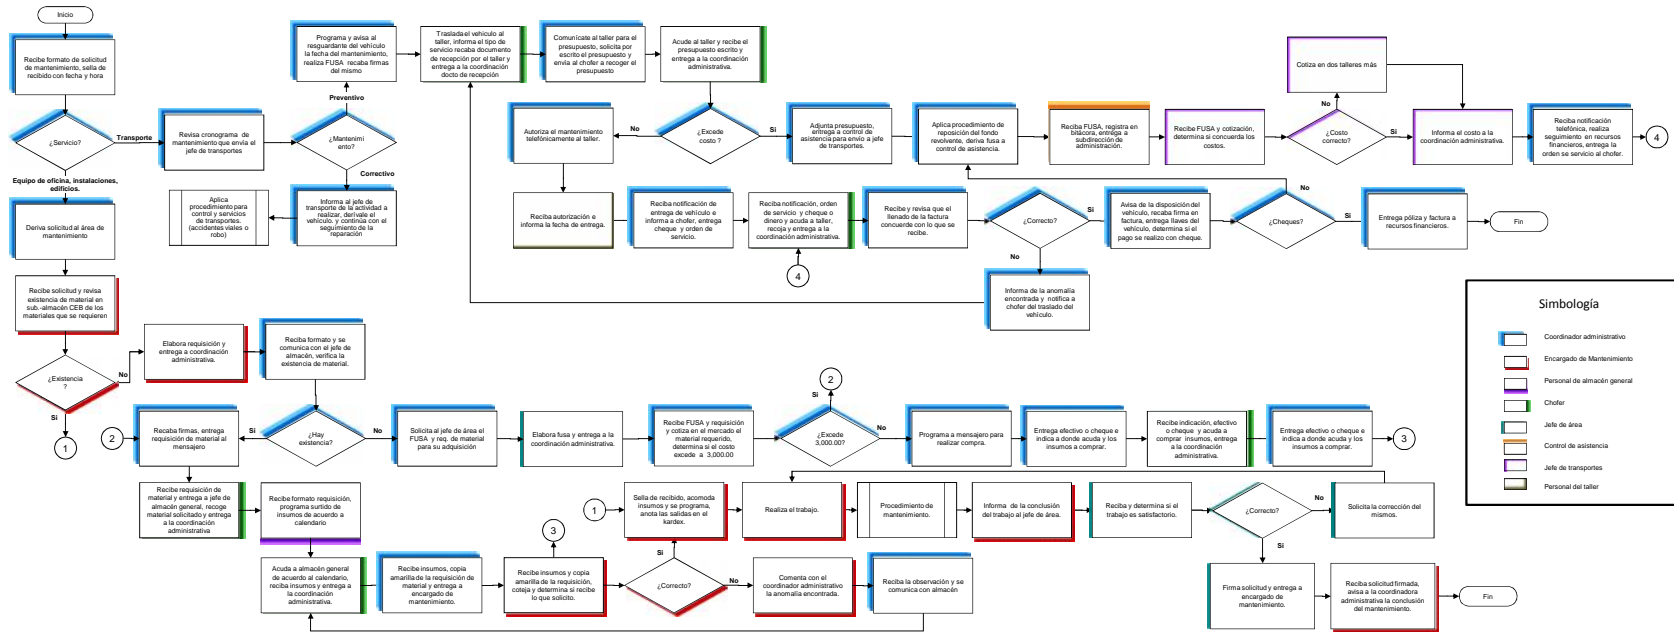 Inicio
Recibe formato de solicitud
de mantenimiento, sella de
recibido con fecha y hora
¿Servicio?
Transporte
Equipo de oficina, instalaciones,
edificios.
Revisa cronograma de
mantenimiento que envía el
jefe de transportes
¿Mantenimi
ento?
Preventivo
Correctivo
Programa y avisa al
resguardante del vehículo
la fecha del mantenimiento,
realiza FUSA recaba firmas
del mismo
Traslada el vehículo al
taller, informa el tipo de
servicio recaba documento
de recepción por el taller y
entrega a la coordinación
docto de recepción
Comunícate al taller para el
presupuesto, solicita por
escrito el presupuesto y
envía al chofer a recoger el
presupuesto
Acude al taller y recibe el
presupuesto escrito y
entrega a la coordinación
administrativa.
Informa al jefe de
transporte de la actividad a
realizar, derívale el
vehículo y continúa con el
seguimiento de la
reparación
Aplica
procedimiento para
control y servicios
de transportes.
(accidentes viales o
robo)
Autoriza el mantenimiento
telefónicamente al taller.
No
¿Excede
costo ?
Si
Adjunta presupuesto,
entrega a control de
asistencia para envío a jefe
de transportes.
Aplica procedimiento de
reposición del fondo
revolvente, deriva fusa a
control de asistencia.
Reciba FUSA, registra en
bitácora, entrega a
subdirección de
administración.
Recibe FUSA y cotización,
determina si concuerda los
costos.
¿Costo
correcto?
No
Si
Cotiza en dos talleres más
Informa el costo a la
coordinación administrativa.
Reciba notificación
telefónica, realiza
seguimiento en recursos
financieros, entrega la
orden se servicio al chofer.
4
Reciba autorización e
informa la fecha de entrega.
Reciba notificación de
entrega de vehículo e
informa a chofer, entrega
cheque y orden de
servicio.
Reciba notificación, orden
de servicio y cheque o
dinero y acuda a taller,
recoja y entrega a la
coordinación administrativa.
4
Recibe y revisa que el
llenado de la factura
concuerde con lo que se
recibe.
¿Correcto?
Si
No
Avisa de la disposición del
vehículo, recaba firma en
factura, entrega llaves del
vehículo, determina si el
pago se realizo con cheque.
¿Cheques?
No
Si
Entrega póliza y factura a
recursos financieros.
Fin
Informa de la anomalía
encontrada y notifica a
chofer del traslado del
vehículo.
Deriva solicitud al área de
mantenimiento
Recibe solicitud y revisa
existencia de material en
sub.-almacén CEB de los
materiales que se requieren
¿Existencia
?
No
Si
1
Elabora requisición y
entrega a coordinación
administrativa.
Reciba formato y se
comunica con el jefe de
almacén, verifica la
existencia de material.
2
Recaba firmas, entrega
requisición de material al
mensajero
Si
¿Hay
existencia?
No
Solicita al jefe de área el
FUSA y req. de material
para su adquisición
Elabora fusa y entrega a la
coordinación administrativa.
Recibe FUSA y requisición
y cotiza en el mercado el
material requerido,
determina si el costo
excede a 3,000.00
2
Si
¿Excede
3,000.00?
No
Programa a mensajero para
realizar compra.
Entrega efectivo o cheque e
indica a donde acuda y los
insumos a comprar.
Recibe indicación, efectivo
o cheque y acuda a
comprar insumos, entrega
la coordinación
administrativa.
Entrega efectivo o cheque e
indica a donde acuda y los
insumos a comprar.
3
Recibe requisición de
material y entrega a jefe de
almacén general, recoge
material solicitado y entrega
a la coordinación
administrativa
Recibe formato requisición,
programa surtido de
insumos de acuerdo a
calendario
Acuda a almacén general
de acuerdo al calendario,
reciba insumos y entrega a
la coordinación
administrativa.
Recibe insumos, copia
amarilla de la requisición de
material y entrega a
encargado de
mantenimiento.
3
Recibe insumos y copia
amarilla de la requisición,
coteja y determina si recibe
lo que solicito.
¿Correcto?
Si
No
1
Sella de recibido, acomoda
insumos y se programa,
anota las salidas en el
kardex.
Realiza el trabajo.
Procedimiento de
mantenimiento.
Informa de la conclusión
del trabajo al jefe de área.
Reciba y determina si el
trabajo es satisfactorio.
¿Correcto?
No
Si
Solicita la corrección del
mismos.
Comenta con el
coordinador administrativo
la anomalía encontrada.
Reciba la observación y se
comunica con almacén
Firma solicitud y entrega a
encargado de
mantenimiento.
Reciba solicitud firmada,
avisa a la coordinadora
administrativa la conclusión
del mantenimiento.
Fin
Simbología
Coordinador administrativo
Encargado de Mantenimiento
Personal de almacén general
Chofer
Jefe de área
Control de asistencia
Jefe de transportes
Personal del taller